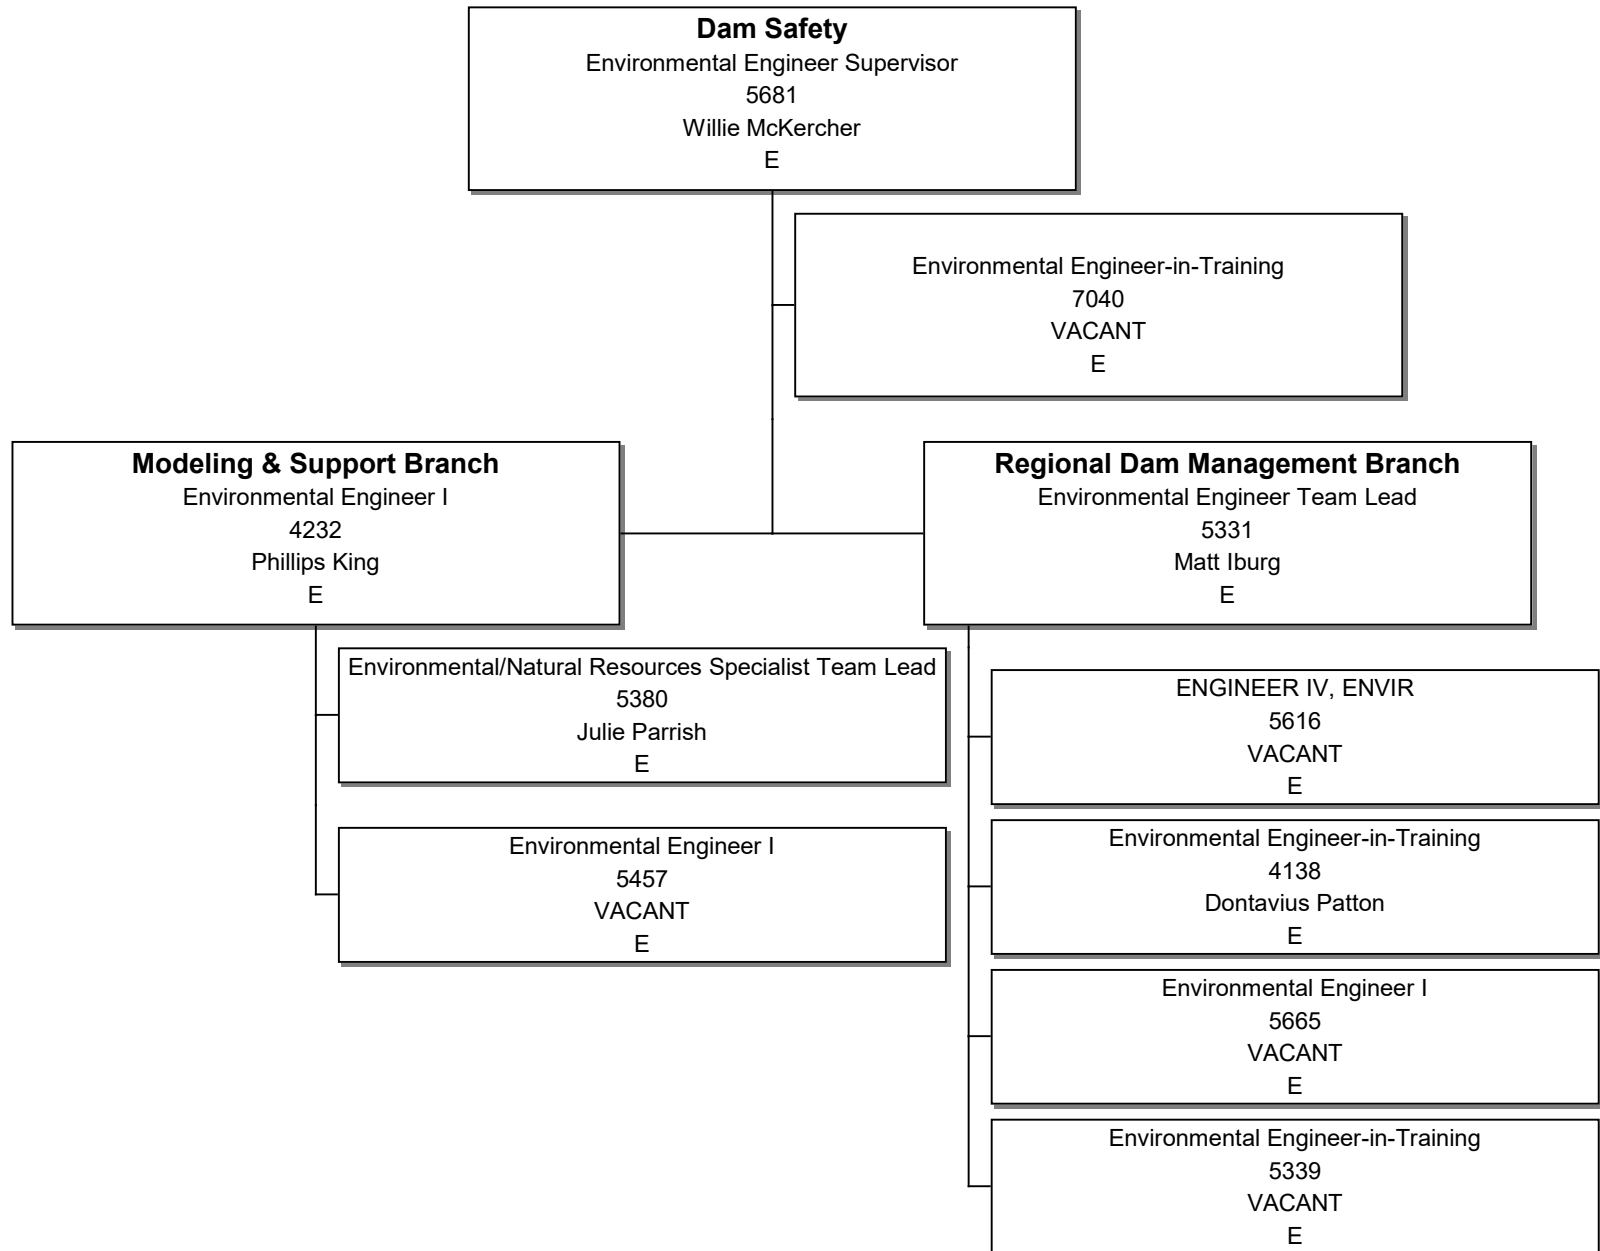 Dam Safety
Environmental Engineer Supervisor
5681
Willie McKercher
E
Environmental Engineer-in-Training
7040
VACANT
E
Modeling & Support Branch
Environmental Engineer I
4232
Phillips King
E
Regional Dam Management Branch
Environmental Engineer Team Lead
5331
Matt Iburg
E
Environmental/Natural Resources Specialist Team Lead
5380
Julie Parrish
E
Environmental Engineer I
5457
VACANT
E
ENGINEER IV, ENVIR
5616
VACANT
E
Environmental Engineer-in-Training
4138
Dontavius Patton
E
Environmental Engineer I
5665
VACANT
E
Environmental Engineer-in-Training
5339
VACANT
E